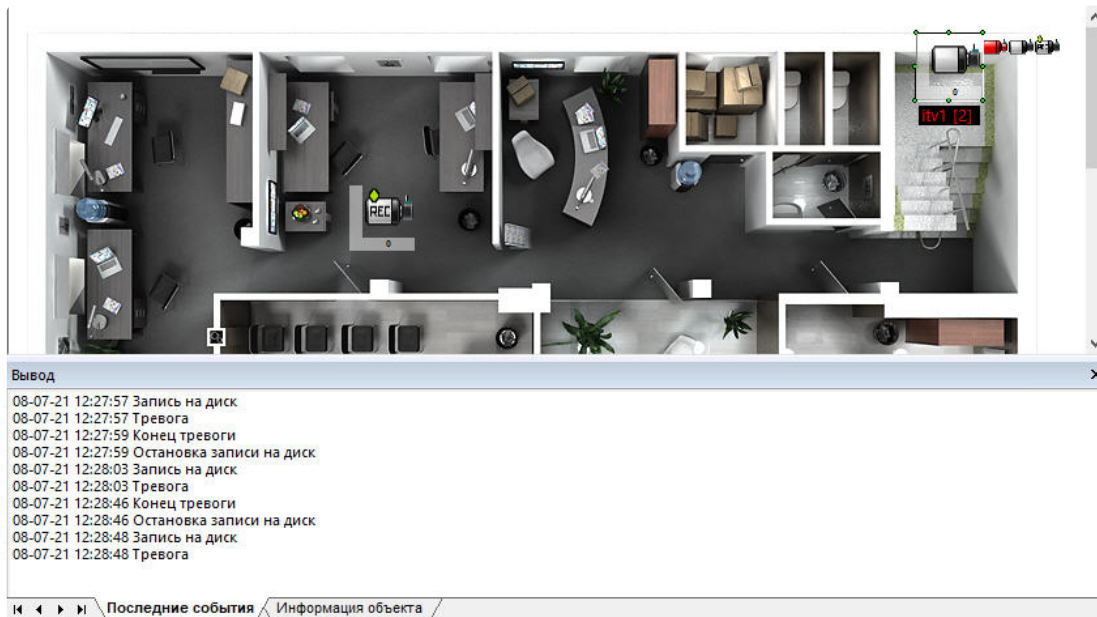 itv1 [2]
REC
Вывод
08-07-21 12:27:57 Запись на диск
08-07-21 12:27:57 Тревога
08-07-21 12:27:59 Конец тревоги
08-07-21 12:27:59 Остановка записи на диск
08-07-21 12:28:03 Запись на диск
08-07-21 12:28:03 Тревога
08-07-21 12:28:46 Конец тревоги
08-07-21 12:28:46 Остановка записи на диск
08-07-21 12:28:48 Запись на диск
08-07-21 12:28:48 Тревога
Последние события Информация объекта